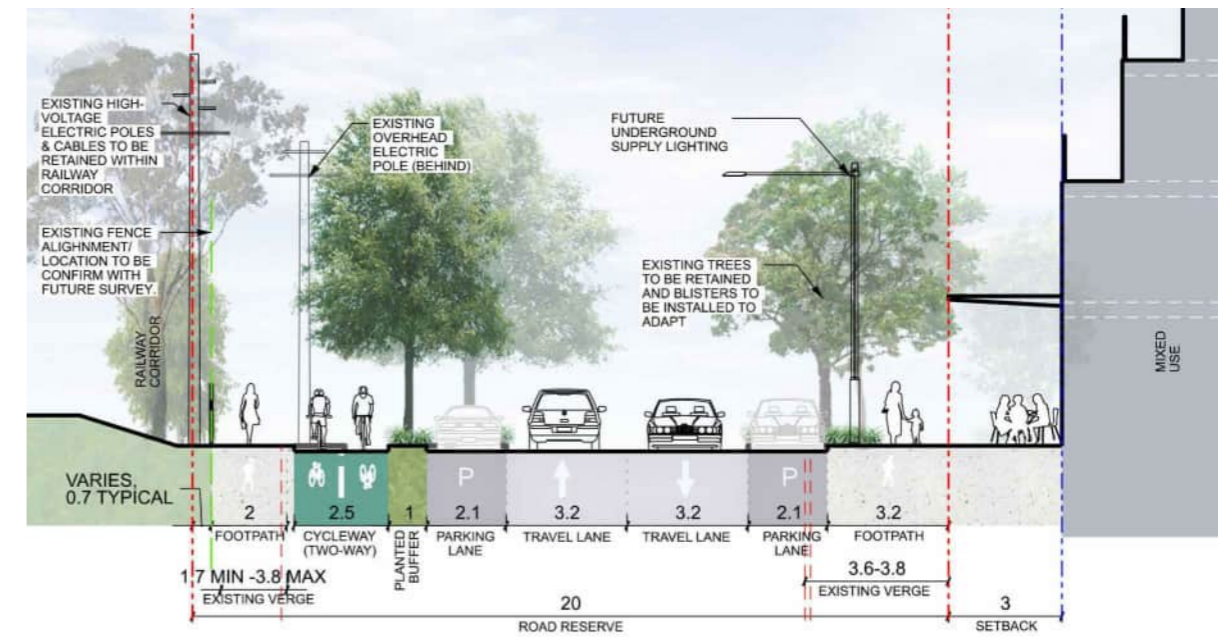 EXISTING HIGH-
VOLTAGE
ELECTRIC POLES
& CABLES TO BE
RETAINED WITHIN
RAILWAY
CORRIDOR
EXISTING
OVERHEAD
ELECTRIC
POLE (BEHIND)
FUTURE
UNDERGROUND
SUPPLY LIGHTING
EXISTING FENCE
ALIGHNMENT/
LOCATION TO BE
CONFIRM WITH
FUTURE SURVEY.
EXISTING TREES
TO BE RETAINED
AND BLISTERS TO
BE INSTALLED TO
ADAPT
RAILWAY
CORRIDOR
MIXED
USE
VARIES,
0.7 TYPICAL
P
P
2
2.5
1
2.1
3.2
3.2
2.1
3.2
FOOTPATH
CYCLEWAY
(TWO-WAY)
PLANTED
BUFFER
PARKING
LANE
TRAVEL LANE
TRAVEL LANE
PARKING
LANE
FOOTPATH
1.7 MIN -3.8 MAX
EXISTING VERGE
3.6-3.8
EXISTING VERGE
20
ROAD RESERVE
3
SETBACK